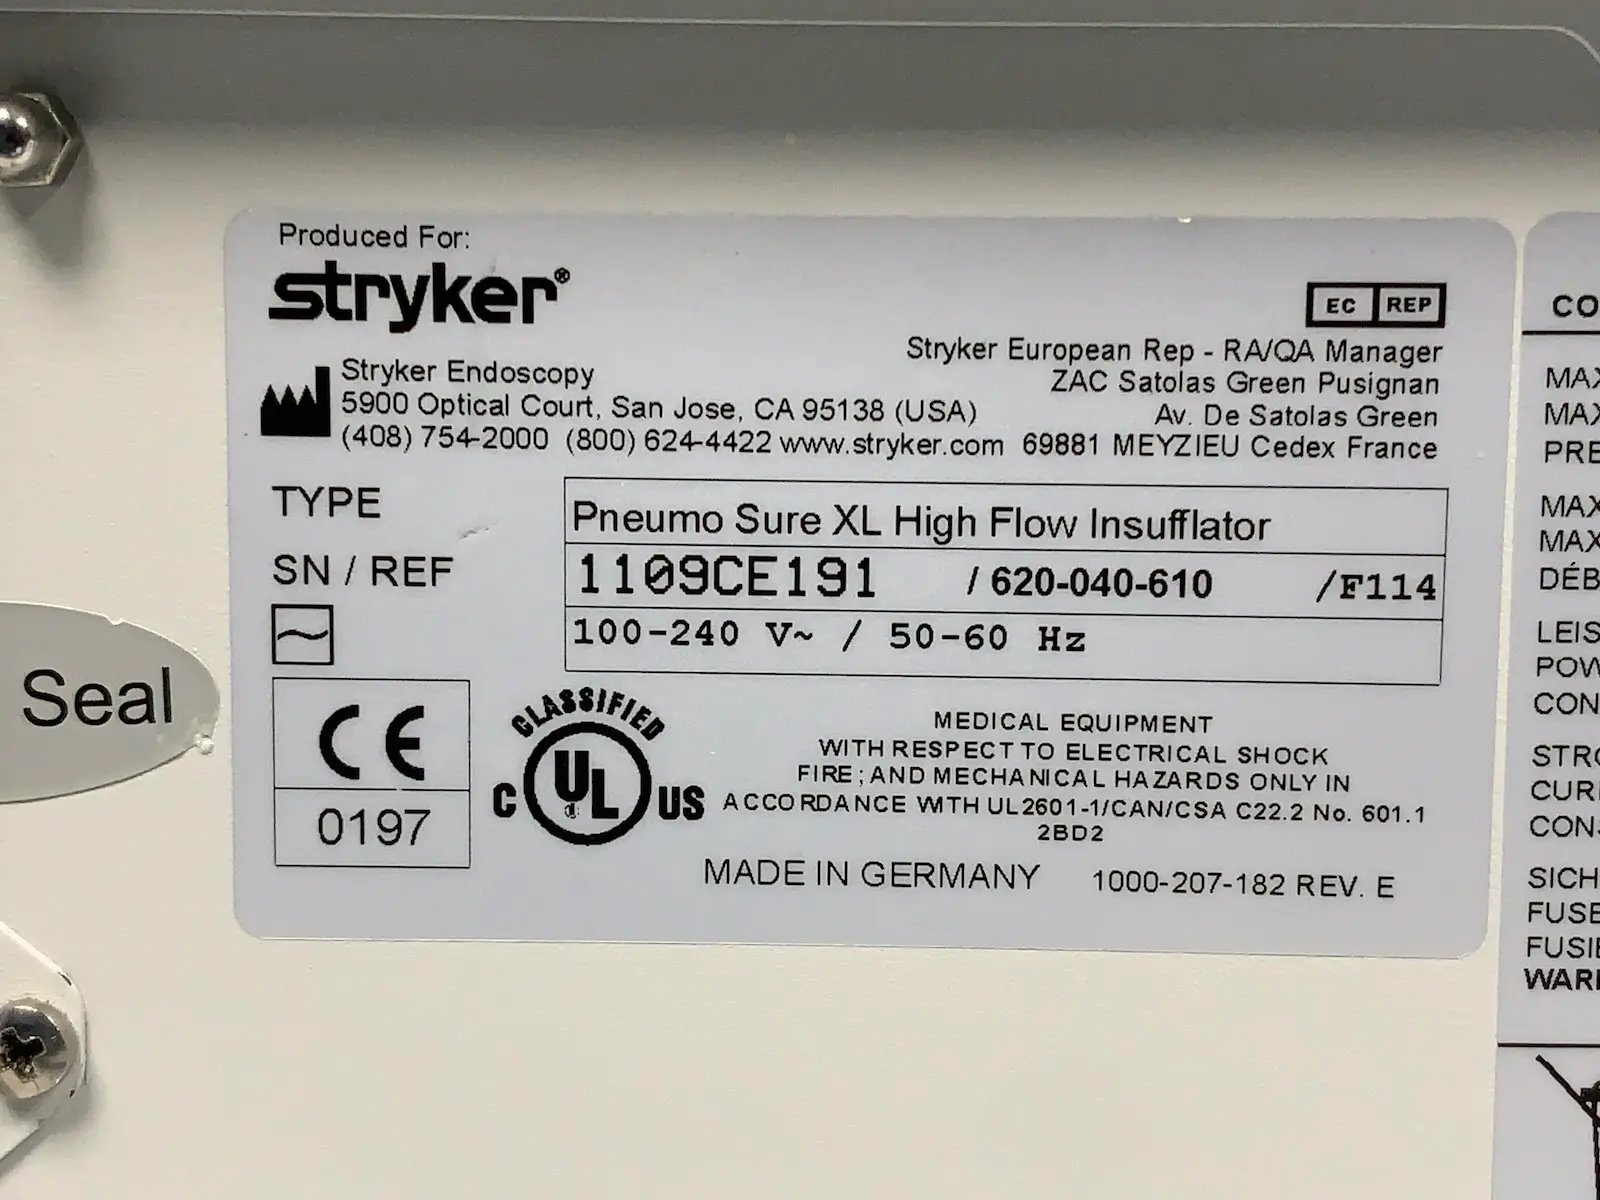 Produced For:
stryker®
EC REP
Stryker Endoscopy
5900 Optical Court, San Jose, CA 95138 (USA)
(408) 754-2000 (800) 624-4422 www.stryker.com
Stryker European Rep - RA/QA Manager
ZAC Satolas Green Pusignan
Av. De Satolas Green
69881 MEYZIEU Cedex France
TYPE
Pneumo Sure XL High Flow Insufflator
SN / REF
1109CE191 / 620-040-610 /F114
100-240 V~ / 50-60 Hz
CE
0197
CLASSIFIED
C UL US
MEDICAL EQUIPMENT
WITH RESPECT TO ELECTRICAL SHOCK
FIRE; AND MECHANICAL HAZARDS ONLY IN
ACCORDANCE WITH UL2601-1/CAN/CSA C22.2 No. 601.1
2BD2
MADE IN GERMANY 1000-207-182 REV. E
Seal
CO
MAX
MAX
PRE
MAX
MAX
DÉB
LEIS
POW
CON
STRO
CURR
CONS
SICH
FUSE
FUSIB
WAR